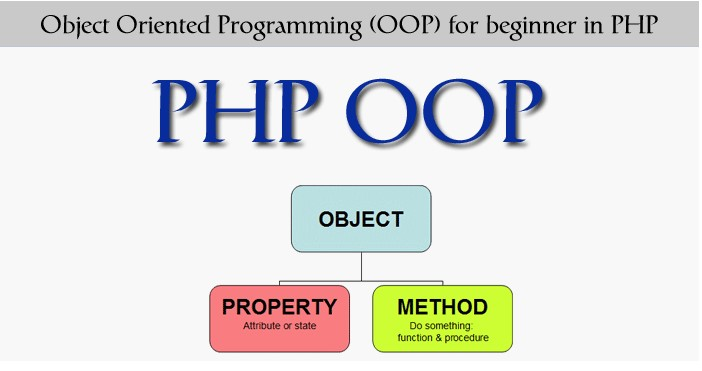 Object Oriented Programming (OOP) for beginner in PHP
PHP OOP
OBJECT
PROPERTY
Attribute or state
METHOD
Do something:
function & procedure